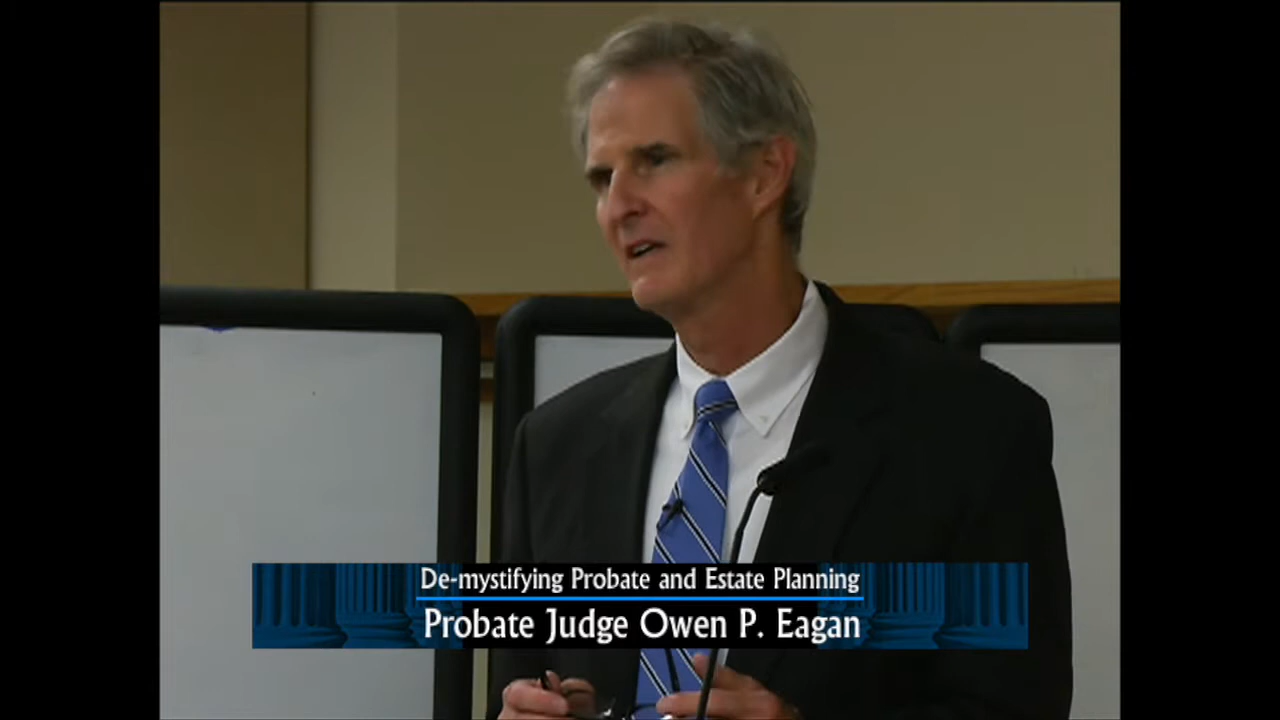 De-mystifying Probate and Estate Planning
Probate Judge Owen P. Eagan